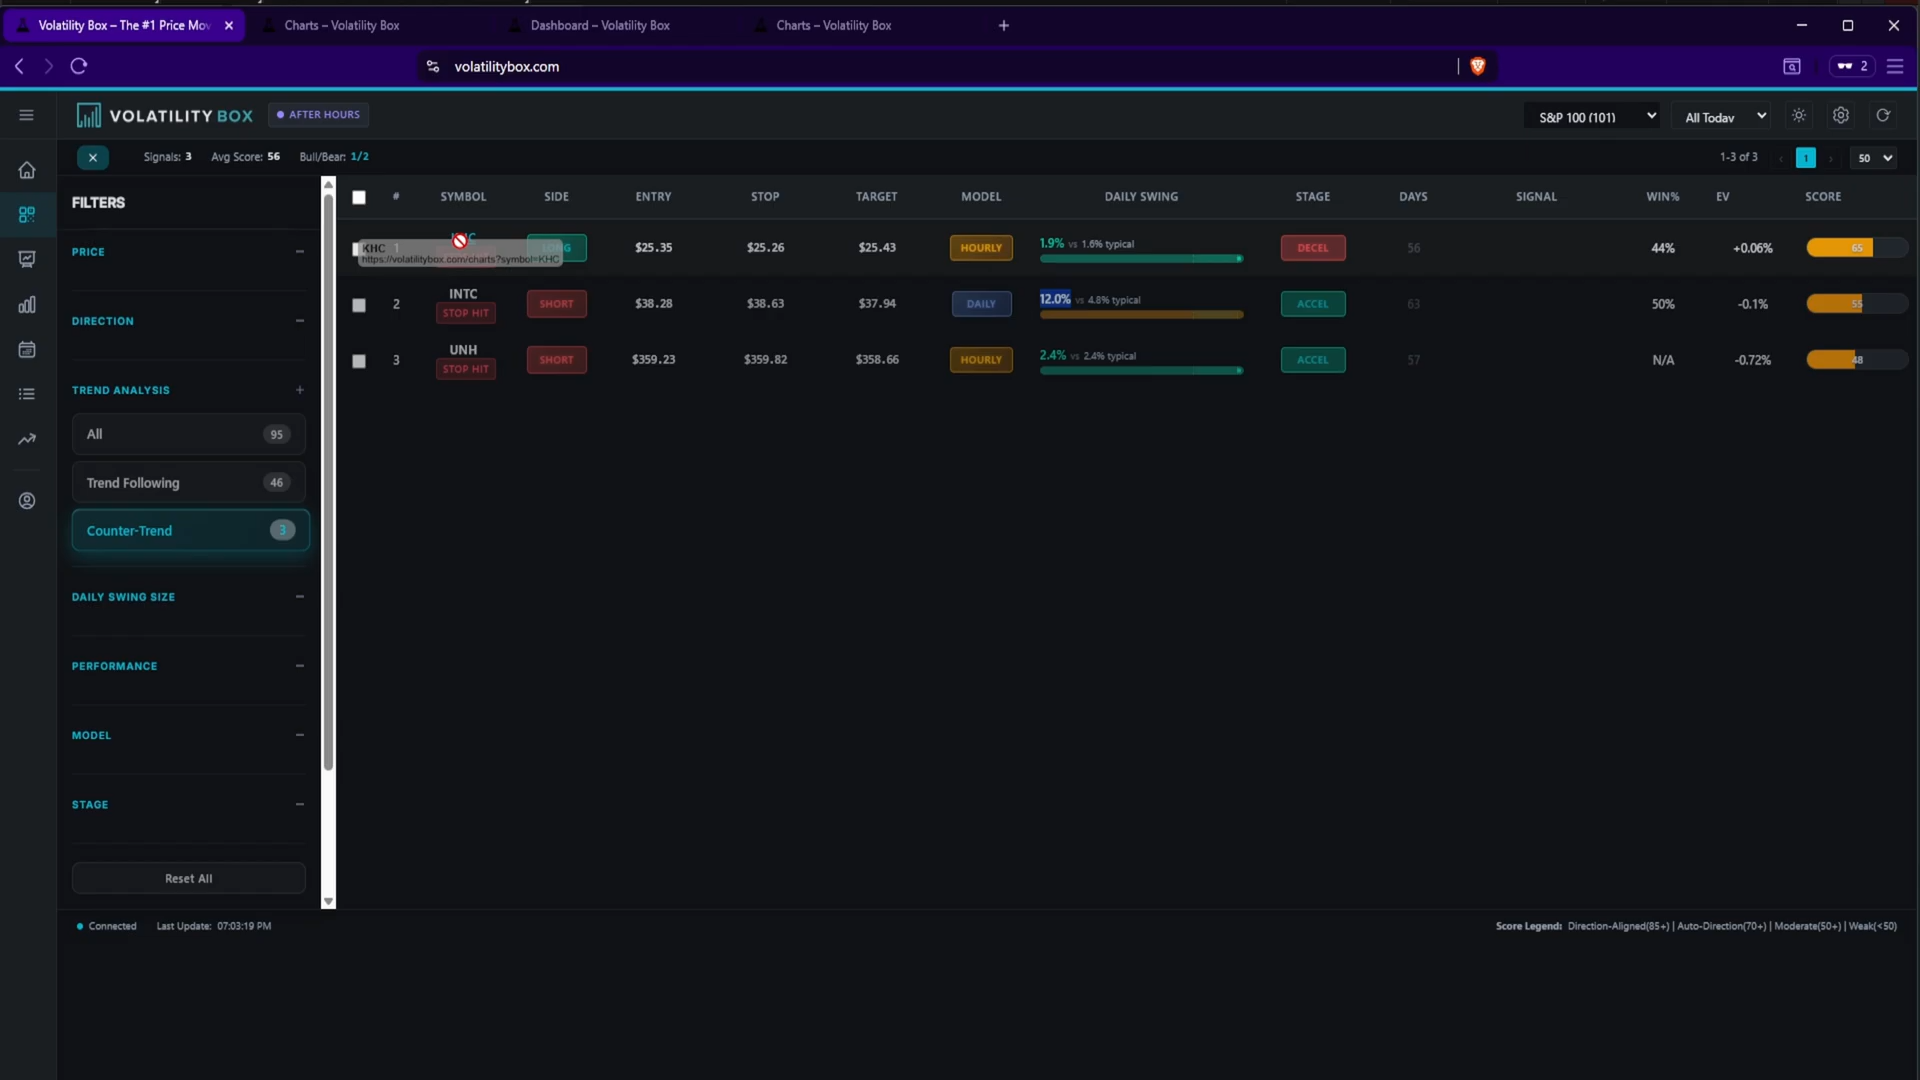 Volatility Box – The #1 Price Mov
Charts – Volatility Box
Dashboard – Volatility Box
Charts – Volatility Box
volatilitybox.com
2
VOLATILITY BOX
AFTER HOURS
S&P 100 (101)
All Today
Signals: 3 Avg Score: 56 Bull/Bear: 1/2
1-3 of 3
1
50
FILTERS
PRICE
DIRECTION
TREND ANALYSIS
All 95
Trend Following 46
Counter-Trend 3
DAILY SWING SIZE
PERFORMANCE
MODEL
STAGE
Reset All
# SYMBOL SIDE ENTRY STOP TARGET MODEL DAILY SWING STAGE DAYS SIGNAL WIN% EV SCORE
1 LONG $25.35 $25.26 $25.43 HOURLY 1.9% vs 1.6% typical DECEL 56 44% +0.06% 65
KHC
https://volatilitybox.com/charts?symbol=KHC
2 INTC STOP HIT SHORT $38.28 $38.63 $37.94 DAILY 12.0% vs 4.8% typical ACCEL 63 50% -0.1% 55
3 UNH STOP HIT SHORT $359.23 $359.82 $358.66 HOURLY 2.4% vs 2.4% typical ACCEL 57 N/A -0.72% 48
Connected Last Update: 07:03:19 PM
Score Legend: Direction-Aligned(85+) | Auto-Direction(70+) | Moderate(50+) | Weak(<50)